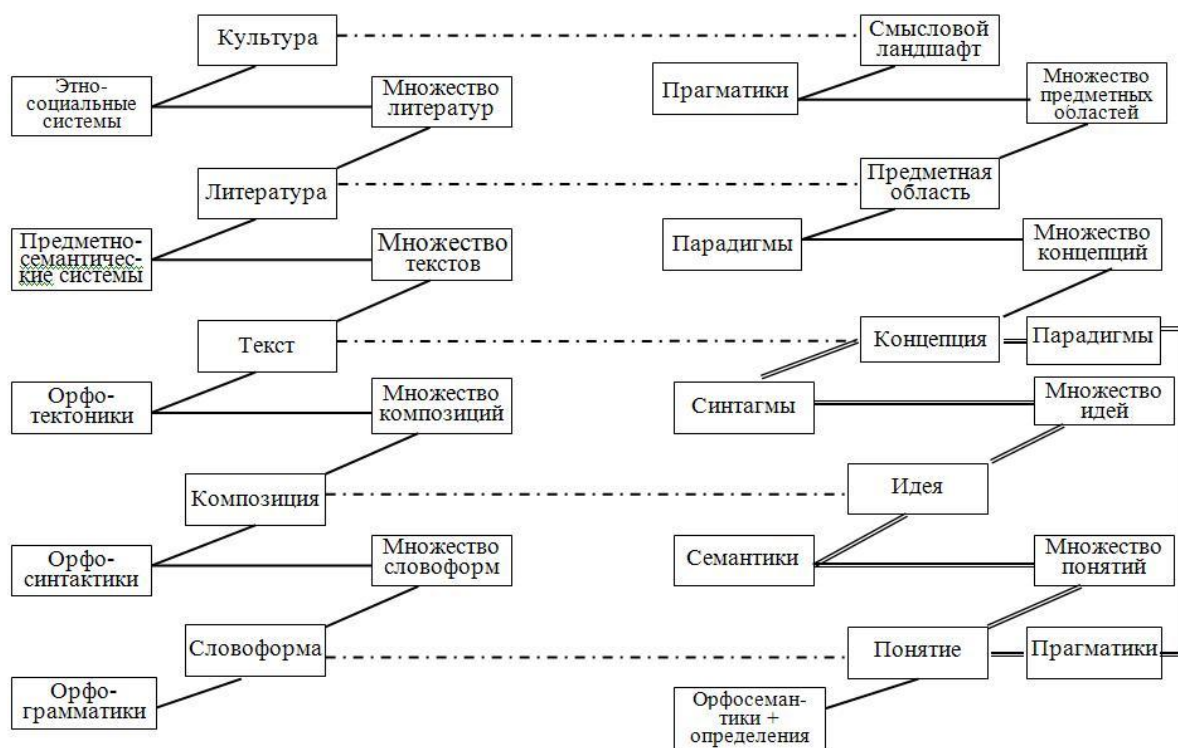 Культура
Смысловой
ландшафт
Этно-
социальные
системы
Множество
литератур
Прагматики
Множество
предметных
областей
Литература
Предметная
область
Предметно-
семантичес-
кие системы
Множество
текстов
Парадигмы
Множество
концепций
Текст
Концепция
Парадигмы
Орфо-
тектоники
Множество
композиций
Синтагмы
Множество
идей
Композиция
Идея
Орфо-
синтактики
Множество
словоформ
Семантики
Множество
понятий
Словоформа
Понятие
Прагматики
Орфо-
грамматики
Орфосеман-
тики +
определения